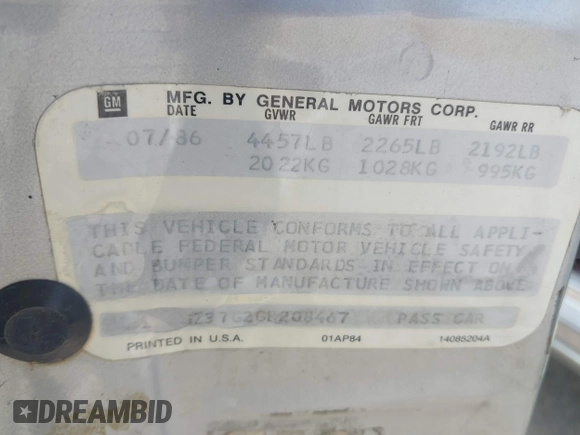 GM
MFG. BY GENERAL MOTORS CORP.
DATE GVWR GAWR FRT GAWR RR
07/86 4457LB 2265LB 2192LB
2022KG 1028KG 995KG
THIS VEHICLE CONFORMS TO ALL APPLI-
CABLE FEDERAL MOTOR VEHICLE SAFETY
AND BUMPER STANDARDS IN EFFECT ON
THE DATE OF MANUFACTURE SHOWN ABOVE
PASS CAR
PRINTED IN U.S.A. 01AP84 14085204A
DREAMBID